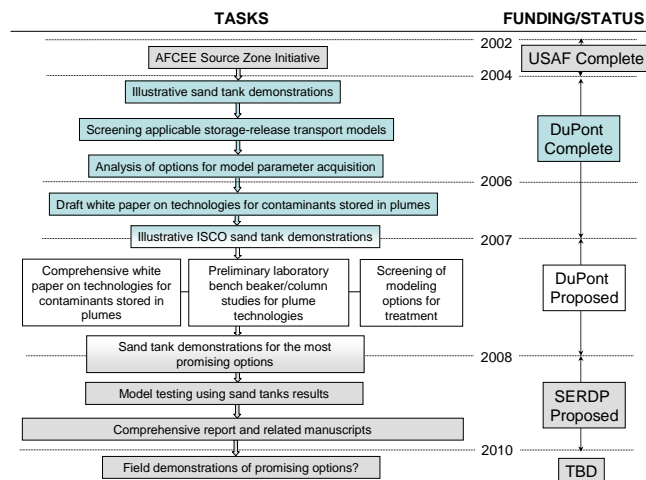 TASKS
FUNDING/STATUS
2002
AFCEE Source Zone Initiative
USAF Complete
2004
Illustrative sand tank demonstrations
Screening applicable storage-release transport models
DuPont
Complete
Analysis of options for model parameter acquisition
2006
Draft white paper on technologies for contaminants stored in plumes
Illustrative ISCO sand tank demonstrations
2007
Comprehensive white
paper on technologies for
contaminants stored in
plumes
Preliminary laboratory
bench beaker/column
studies for plume
technologies
Screening of
modeling
options for
treatment
DuPont
Proposed
Sand tank demonstrations for the most
promising options
2008
Model testing using sand tanks results
SERDP
Proposed
Comprehensive report and related manuscripts
2010
Field demonstrations of promising options?
TBD